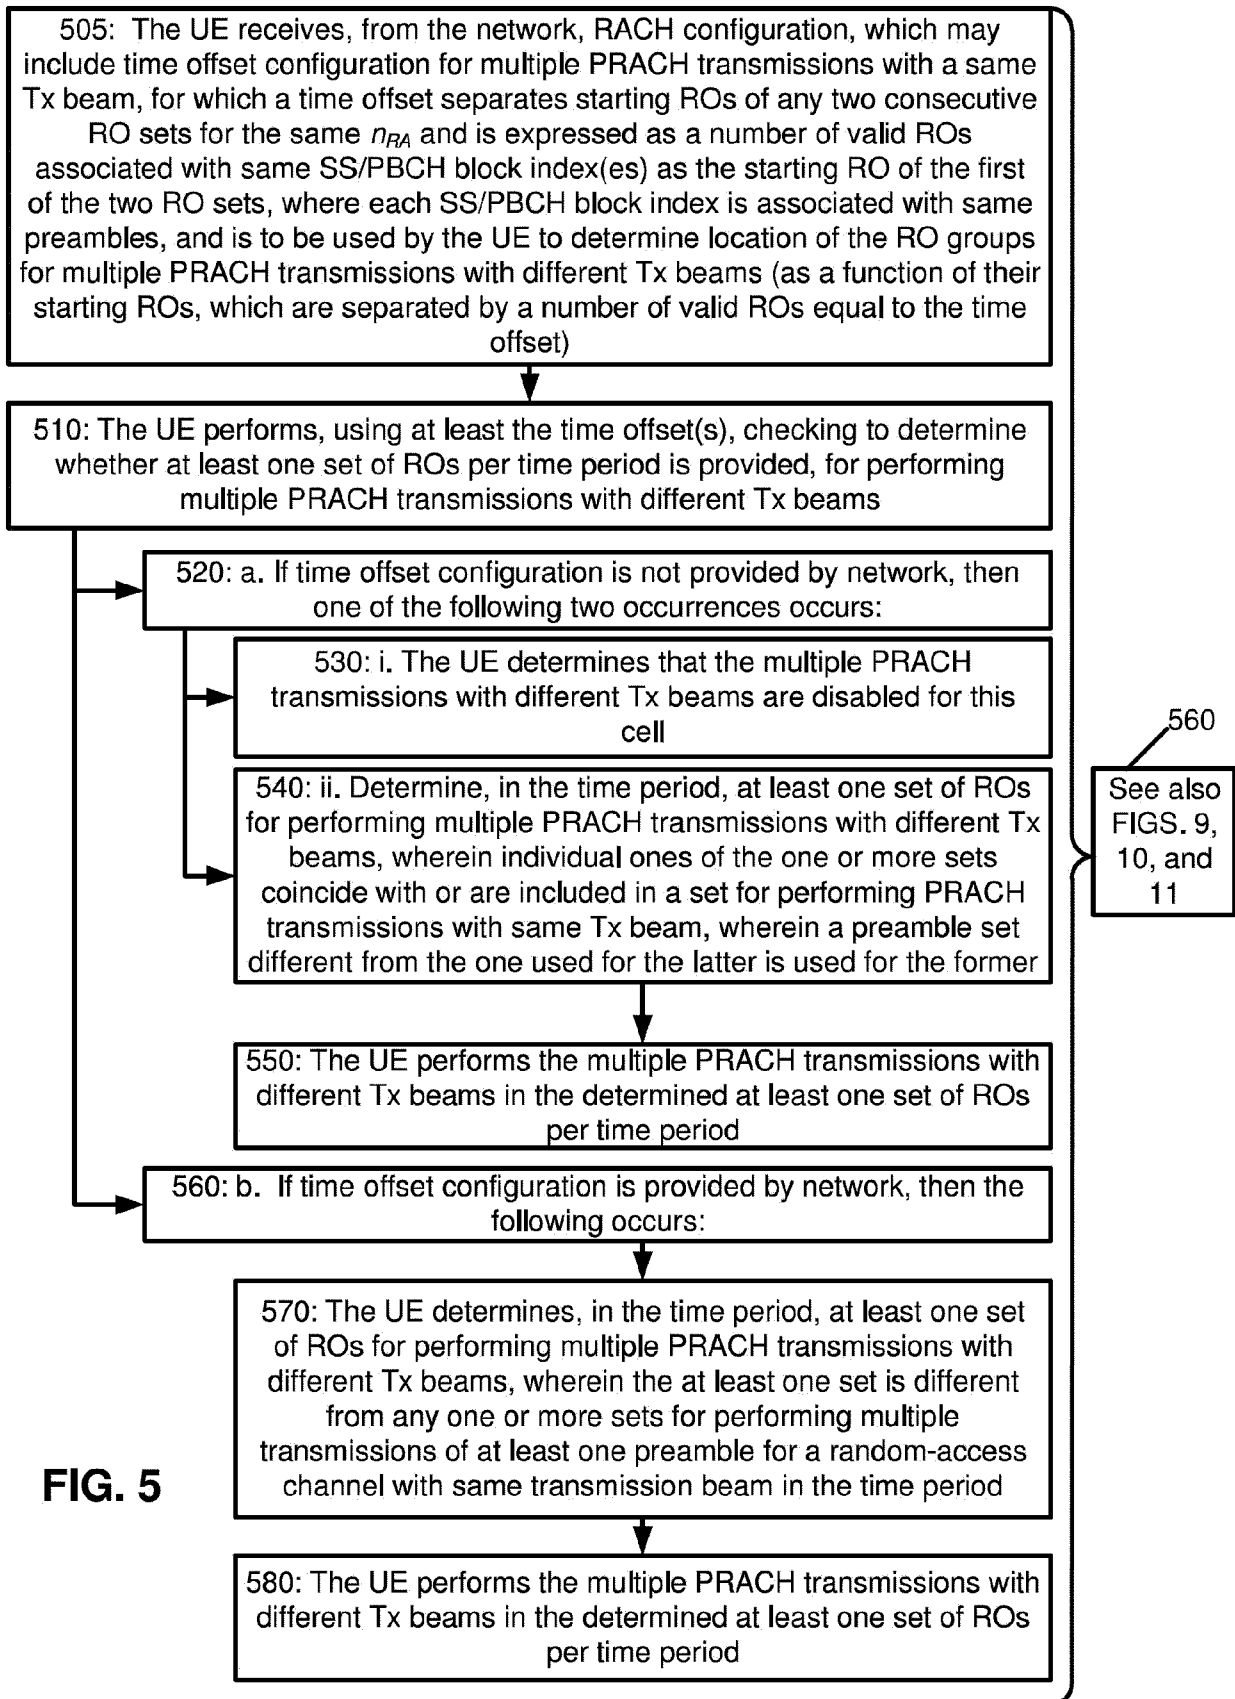 505: The UE receives, from the network, RACH configuration, which may
include time offset configuration for multiple PRACH transmissions with a same
Tx beam, for which a time offset separates starting ROs of any two consecutive
RO sets for the same nRA and is expressed as a number of valid ROs
associated with same SS/PBCH block index(es) as the starting RO of the first
of the two RO sets, where each SS/PBCH block index is associated with same
preambles, and is to be used by the UE to determine location of the RO groups
for multiple PRACH transmissions with different Tx beams (as a function of their
starting ROs, which are separated by a number of valid ROs equal to the time
offset)
510: The UE performs, using at least the time offset(s), checking to determine
whether at least one set of ROs per time period is provided, for performing
multiple PRACH transmissions with different Tx beams
520: a. If time offset configuration is not provided by network, then
one of the following two occurrences occurs:
530: i. The UE determines that the multiple PRACH
transmissions with different Tx beams are disabled for this
cell
540: ii. Determine, in the time period, at least one set of ROs
for performing multiple PRACH transmissions with different Tx
beams, wherein individual ones of the one or more sets
coincide with or are included in a set for performing PRACH
transmissions with same Tx beam, wherein a preamble set
different from the one used for the latter is used for the former
550: The UE performs the multiple PRACH transmissions with
different Tx beams in the determined at least one set of ROs
per time period
560: b. If time offset configuration is provided by network, then the
following occurs:
570: The UE determines, in the time period, at least one set
of ROs for performing multiple PRACH transmissions with
different Tx beams, wherein the at least one set is different
from any one or more sets for performing multiple
transmissions of at least one preamble for a random-access
channel with same transmission beam in the time period
580: The UE performs the multiple PRACH transmissions with
different Tx beams in the determined at least one set of ROs
per time period
560
See also
FIGS. 9,
10, and
11
FIG. 5